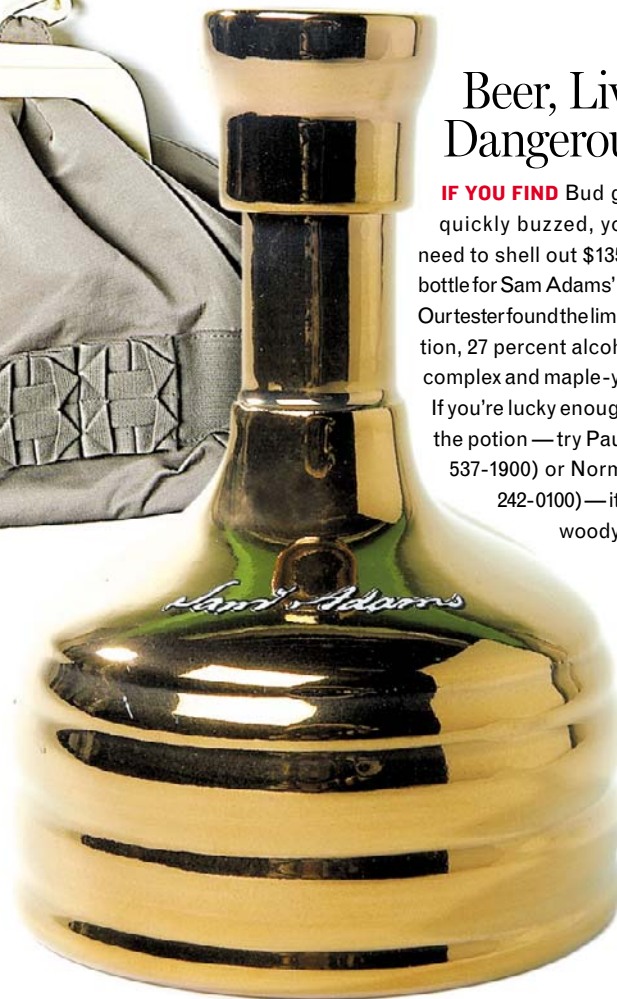 Beer, Liv
Dangerou
IF YOU FIND Bud g
quickly buzzed, yo
need to shell out $135
bottle for Sam Adams'
Our tester found the lim
tion, 27 percent alcoh
complex and maple-y
If you're lucky enoug
the potion — try Pau
537-1900) or Norm
242-0100) — it
woody
Sam Adams